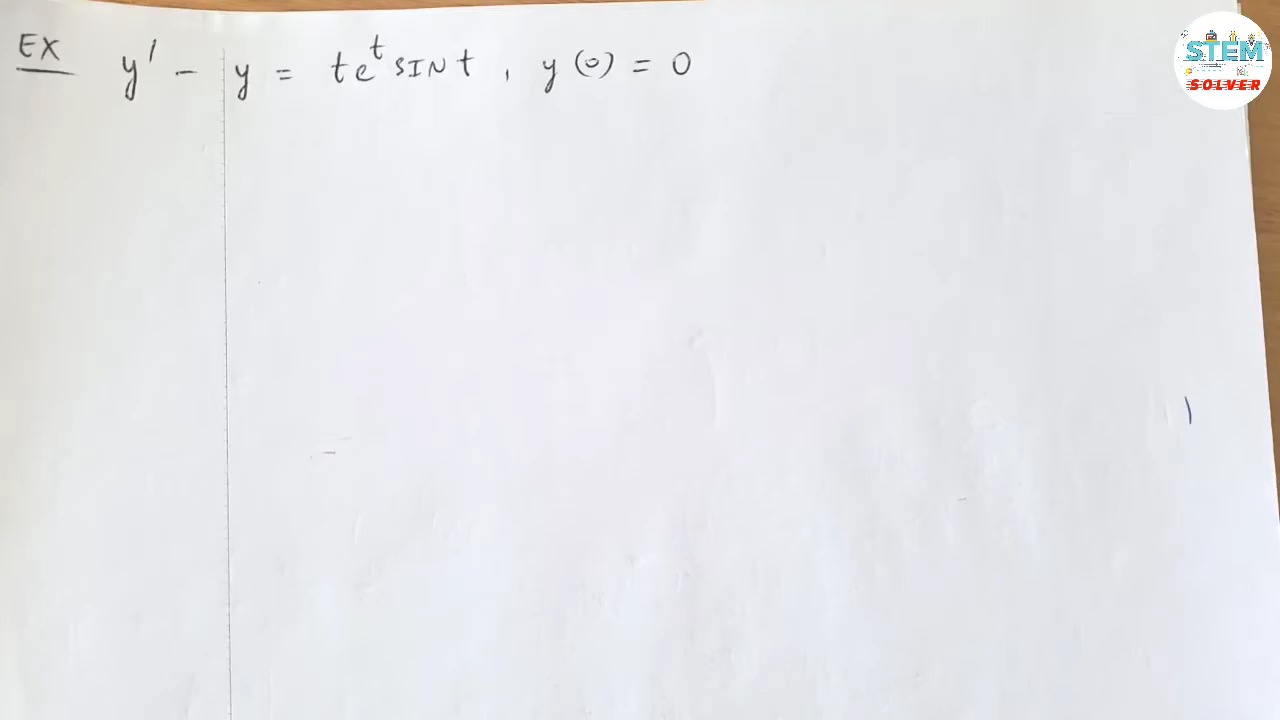 EX y' - y = te^t SIN t , y(0) = 0
STEM
SOLVER